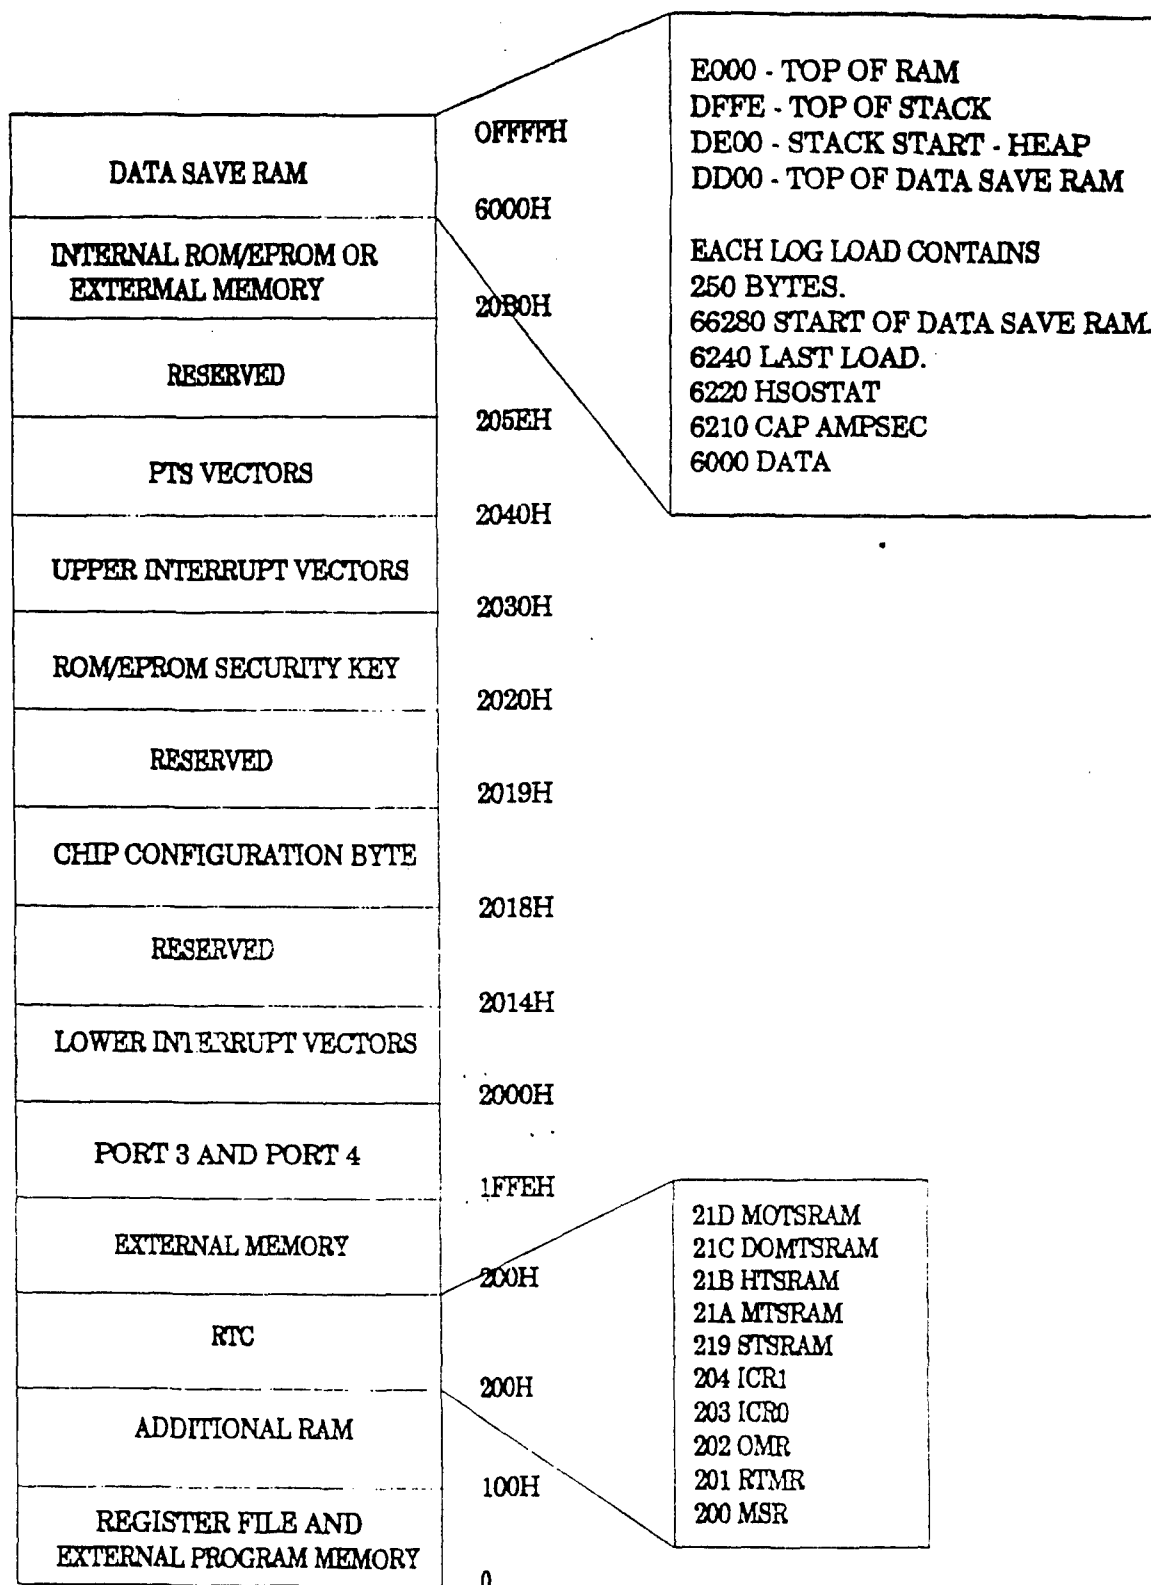 DATA SAVE RAM
INTERNAL ROM/EPROM OR
EXTERMAL MEMORY
RESERVED
PTS VECTORS
UPPER INTERRUPT VECTORS
ROM/EPROM SECURITY KEY
RESERVED
CHIP CONFIGURATION BYTE
RESERVED
LOWER INTERRUPT VECTORS
PORT 3 AND PORT 4
EXTERNAL MEMORY
RTC
ADDITIONAL RAM
REGISTER FILE AND
EXTERNAL PROGRAM MEMORY
OFFFFH
6000H
20B0H
205EH
2040H
2030H
2020H
2019H
2018H
2014H
2000H
1FFEH
200H
200H
100H
0
E000 - TOP OF RAM
DFFE - TOP OF STACK
DE00 - STACK START - HEAP
DD00 - TOP OF DATA SAVE RAM
EACH LOG LOAD CONTAINS
250 BYTES.
66280 START OF DATA SAVE RAM.
6240 LAST LOAD.
6220 HSOSTAT
6210 CAP AMPSEC
6000 DATA
21D MOTSRAM
21C DOMTSRAM
21B HTSRAM
21A MTSRAM
219 STSRAM
204 ICR1
203 ICR0
202 OMR
201 RTMR
200 MSR